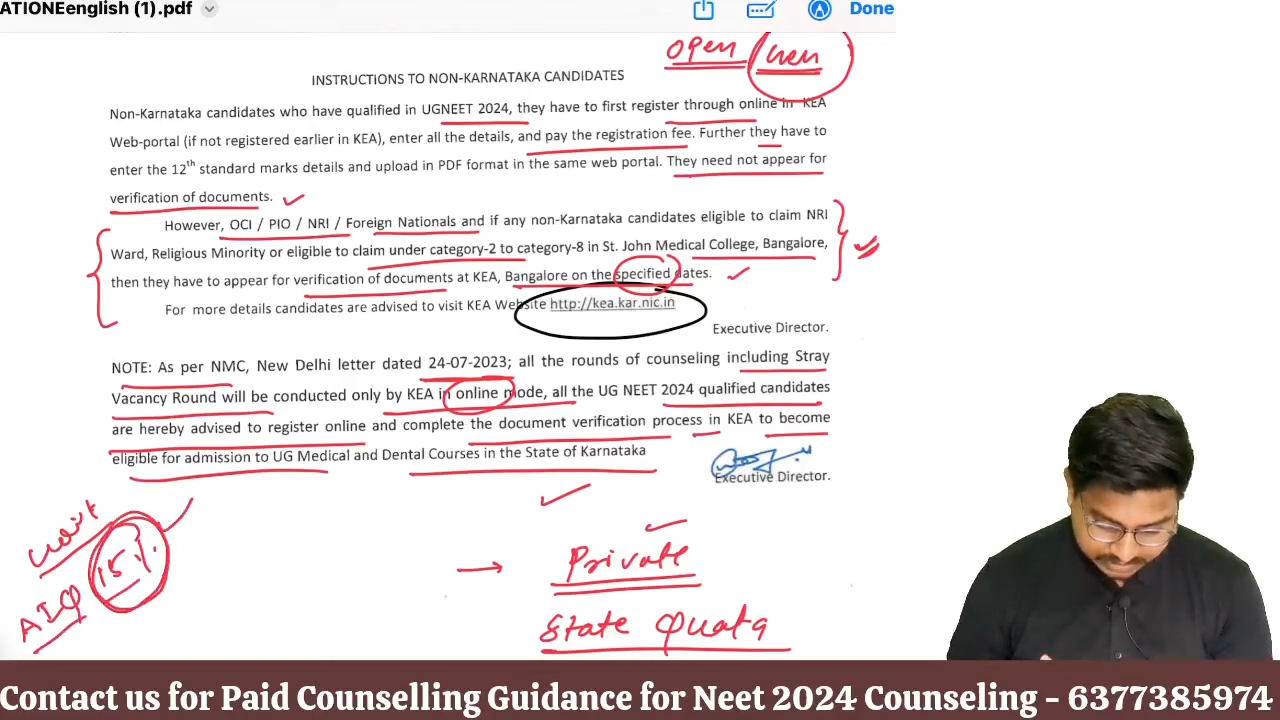 ATIONEenglish (1).pdf
Done
open
INSTRUCTIONS TO NON-KARNATAKA CANDIDATES
Non-Karnataka candidates who have qualified in UGNEET 2024, they have to first register through online in KEA
Web-portal (if not registered earlier in KEA), enter all the details, and pay the registration fee. Further they have to
enter the 12th standard marks details and upload in PDF format in the same web portal. They need not appear for
verification of documents.
However, OCI / PIO / NRI / Foreign Nationals and if any non-Karnataka candidates eligible to claim NRI
Ward, Religious Minority or eligible to claim under category-2 to category-8 in St. John Medical College, Bangalore,
then they have to appear for verification of documents at KEA, Bangalore on the specified dates.
For more details candidates are advised to visit KEA Website http://kea.kar.nic.in
Executive Director.
NOTE: As per NMC, New Delhi letter dated 24-07-2023; all the rounds of counseling including Stray
Vacancy Round will be conducted only by KEA in online mode, all the UG NEET 2024 qualified candidates
are hereby advised to register online and complete the document verification process in KEA to become
eligible for admission to UG Medical and Dental Courses in the State of Karnataka
Executive Director.
15%
AIQ
Private
State Quata
Contact us for Paid Counselling Guidance for Neet 2024 Counseling - 6377385974